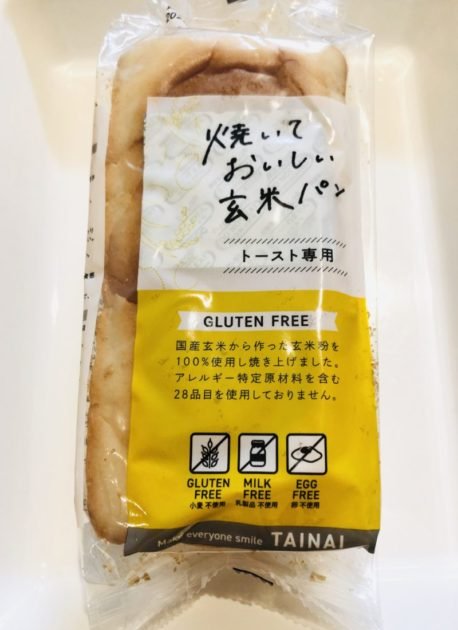 焼いて
おいしい
玄米パン
トースト専用
GLUTEN FREE
国産玄米から作った玄米粉を
100%使用し焼き上げました。
アレルギー特定原材料を含む
28品目を使用しておりません。
GLUTEN FREE
小麦 不使用
MILK FREE
乳製品 不使用
EGG FREE
卵 不使用
Make everyone smile TAINAI